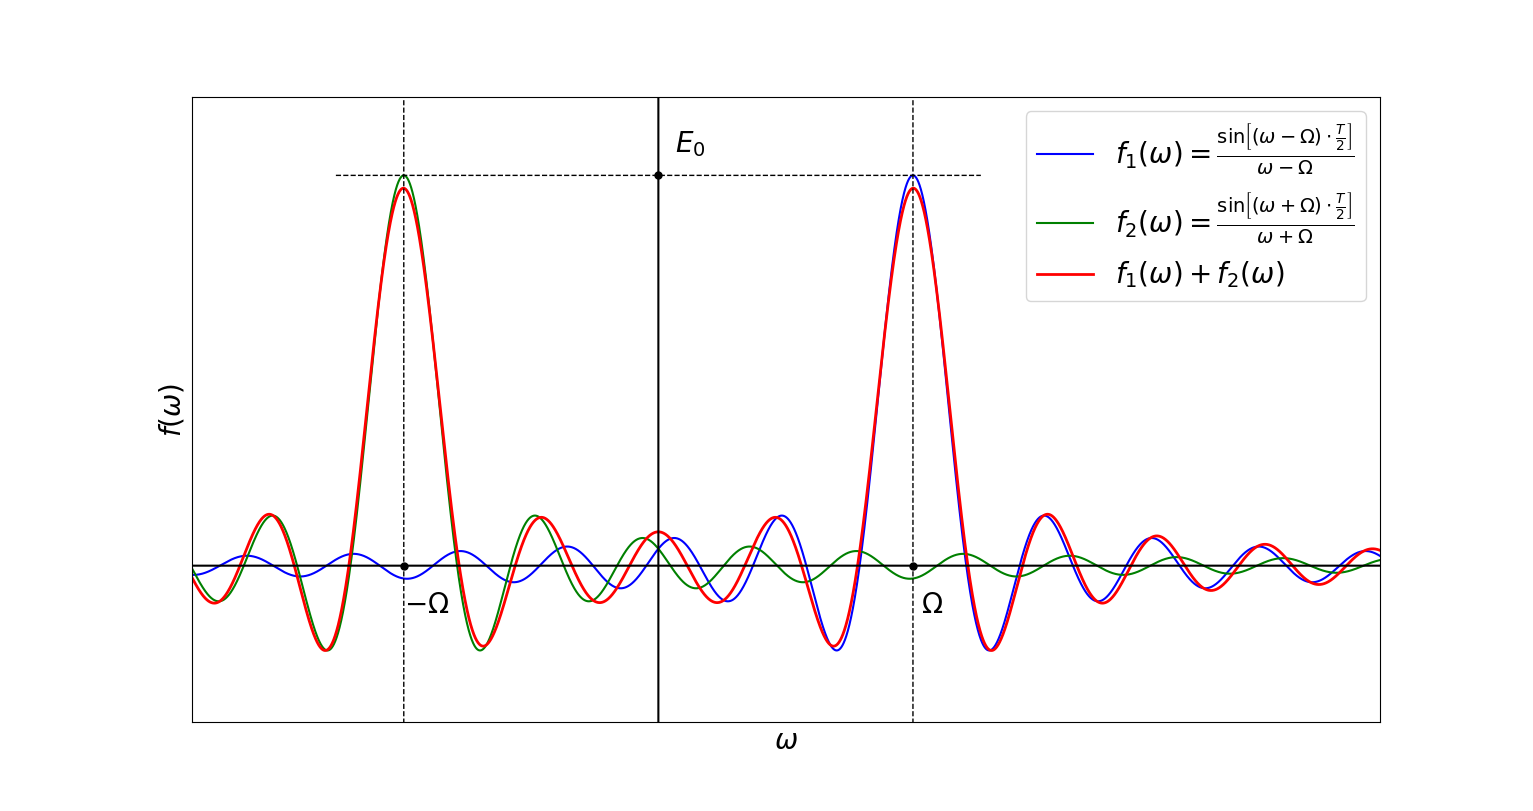 E₀
f₁(ω) = sin[(ω − Ω) · T/2] / (ω − Ω)
f₂(ω) = sin[(ω + Ω) · T/2] / (ω + Ω)
f₁(ω) + f₂(ω)
f(ω)
−Ω
Ω
ω